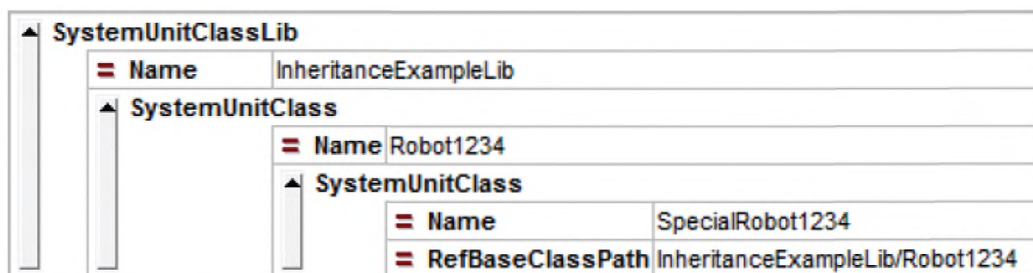 SystemUnitClassLib
= Name InheritanceExampleLib
SystemUnitClass
= Name Robot1234
SystemUnitClass
= Name SpecialRobot1234
= RefBaseClassPath InheritanceExampleLib/Robot1234